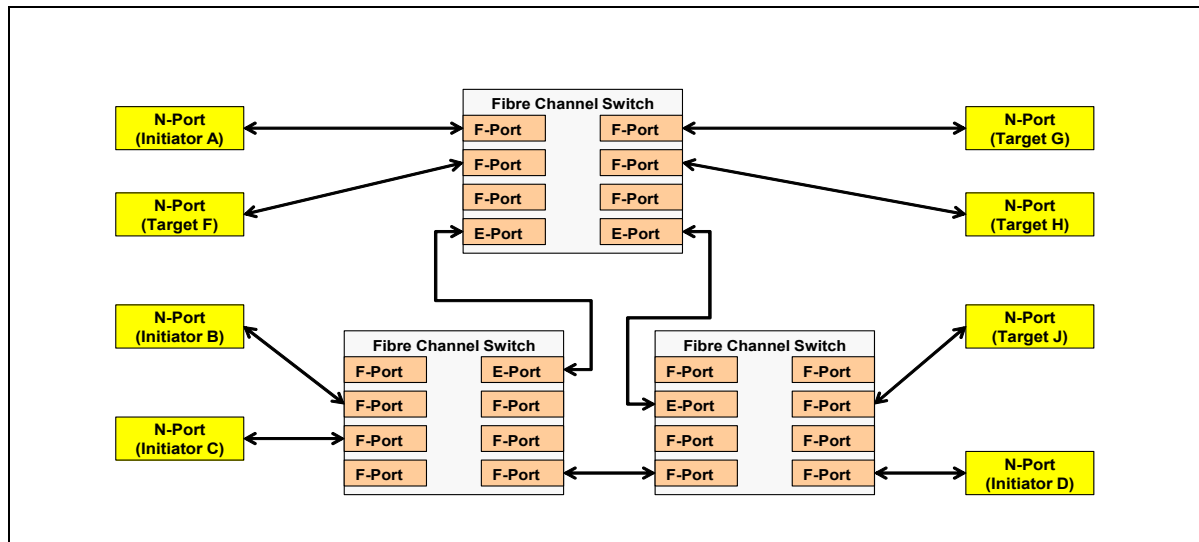 Fibre Channel Switch
N-Port
(Initiator A)
F-Port
F-Port
N-Port
(Target G)
F-Port
F-Port
N-Port
(Target F)
F-Port
F-Port
N-Port
(Target H)
E-Port
E-Port
N-Port
(Initiator B)
Fibre Channel Switch
Fibre Channel Switch
N-Port
(Target J)
F-Port
E-Port
F-Port
F-Port
F-Port
F-Port
E-Port
F-Port
N-Port
(Initiator C)
F-Port
F-Port
F-Port
F-Port
F-Port
F-Port
F-Port
F-Port
N-Port
(Initiator D)